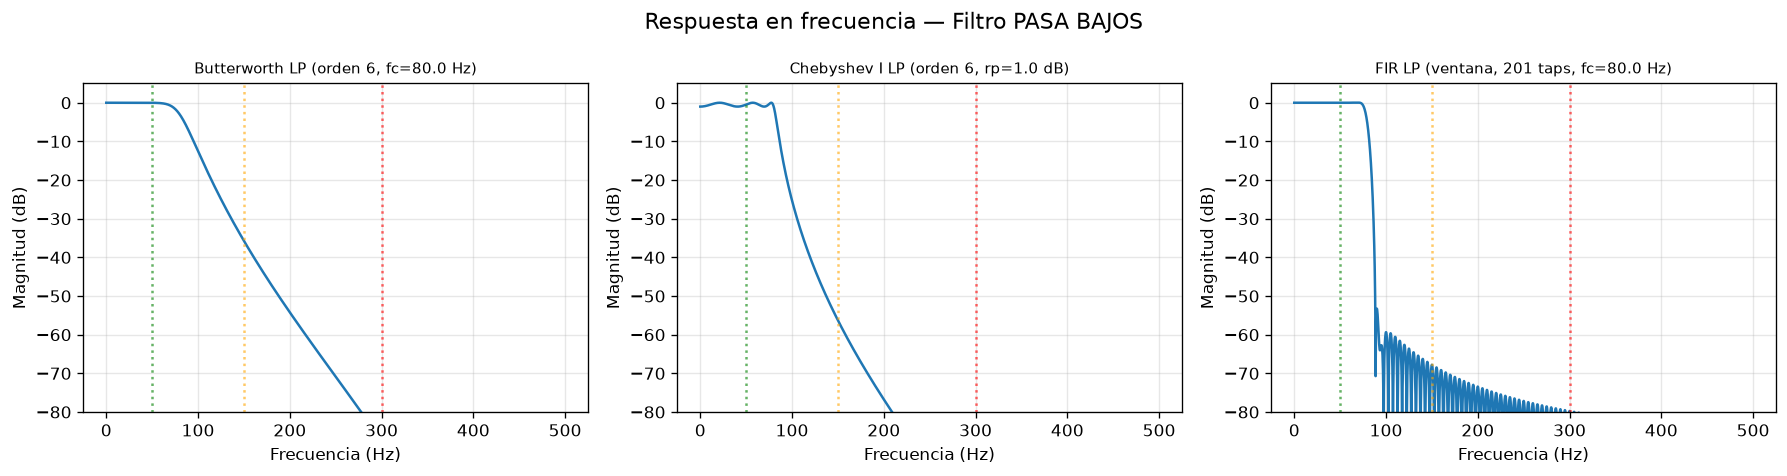 Respuesta en frecuencia — Filtro PASA BAJOS
Butterworth LP (orden 6, fc=80.0 Hz)
Magnitud (dB)
0
−10
−20
−30
−40
−50
−60
−70
−80
0 100 200 300 400 500
Frecuencia (Hz)
Chebyshev I LP (orden 6, rp=1.0 dB)
Magnitud (dB)
0
−10
−20
−30
−40
−50
−60
−70
−80
0 100 200 300 400 500
Frecuencia (Hz)
FIR LP (ventana, 201 taps, fc=80.0 Hz)
Magnitud (dB)
0
−10
−20
−30
−40
−50
−60
−70
−80
0 100 200 300 400 500
Frecuencia (Hz)